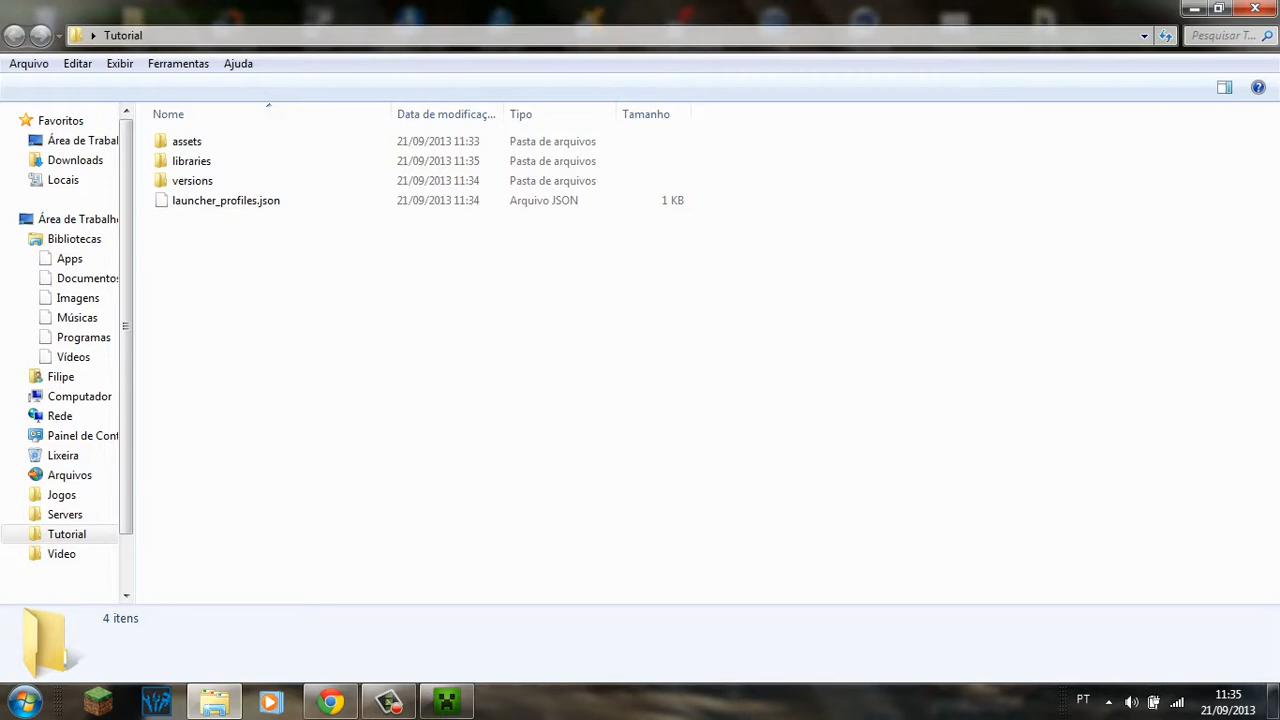 Tutorial
Pesquisar T...
Arquivo Editar Exibir Ferramentas Ajuda
Nome Data de modificaç... Tipo Tamanho
assets 21/09/2013 11:33 Pasta de arquivos
libraries 21/09/2013 11:35 Pasta de arquivos
versions 21/09/2013 11:34 Pasta de arquivos
launcher_profiles.json 21/09/2013 11:34 Arquivo JSON 1 KB
Favoritos
Área de Trabal
Downloads
Locais
Área de Trabalho
Bibliotecas
Apps
Documentos
Imagens
Músicas
Programas
Vídeos
Filipe
Computador
Rede
Painel de Cont
Lixeira
Arquivos
Jogos
Servers
Tutorial
Video
4 itens
PT
11:35
21/09/2013